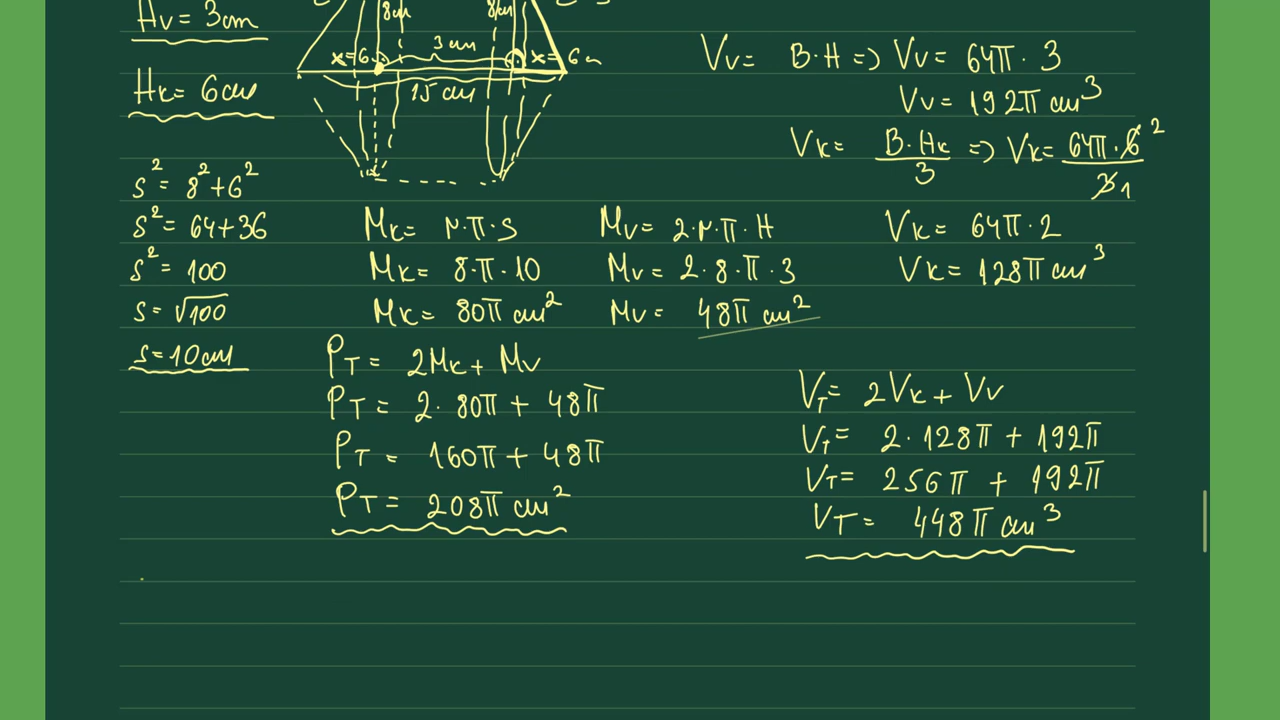 Hv = 3cm
Hk = 6cm
8cm 8cm
x=6 3cm x=6
15 cm
s² = 8² + 6²
s² = 64 + 36
s² = 100
s = √100
s = 10cm
Mk = r·π·s
Mk = 8·π·10
Mk = 80π cm²
Mv = 2·r·π·H
Mv = 2·8·π·3
Mv = 48π cm²
PT = 2Mk + Mv
PT = 2·80π + 48π
PT = 160π + 48π
PT = 208π cm²
Vv = B·H => Vv = 64π·3
Vv = 192π cm³
Vk = B·Hk/3 => Vk = 64π·6 2/3 1
Vk = 64π·2
Vk = 128π cm³
VT = 2Vk + Vv
VT = 2·128π + 192π
VT = 256π + 192π
VT = 448π cm³